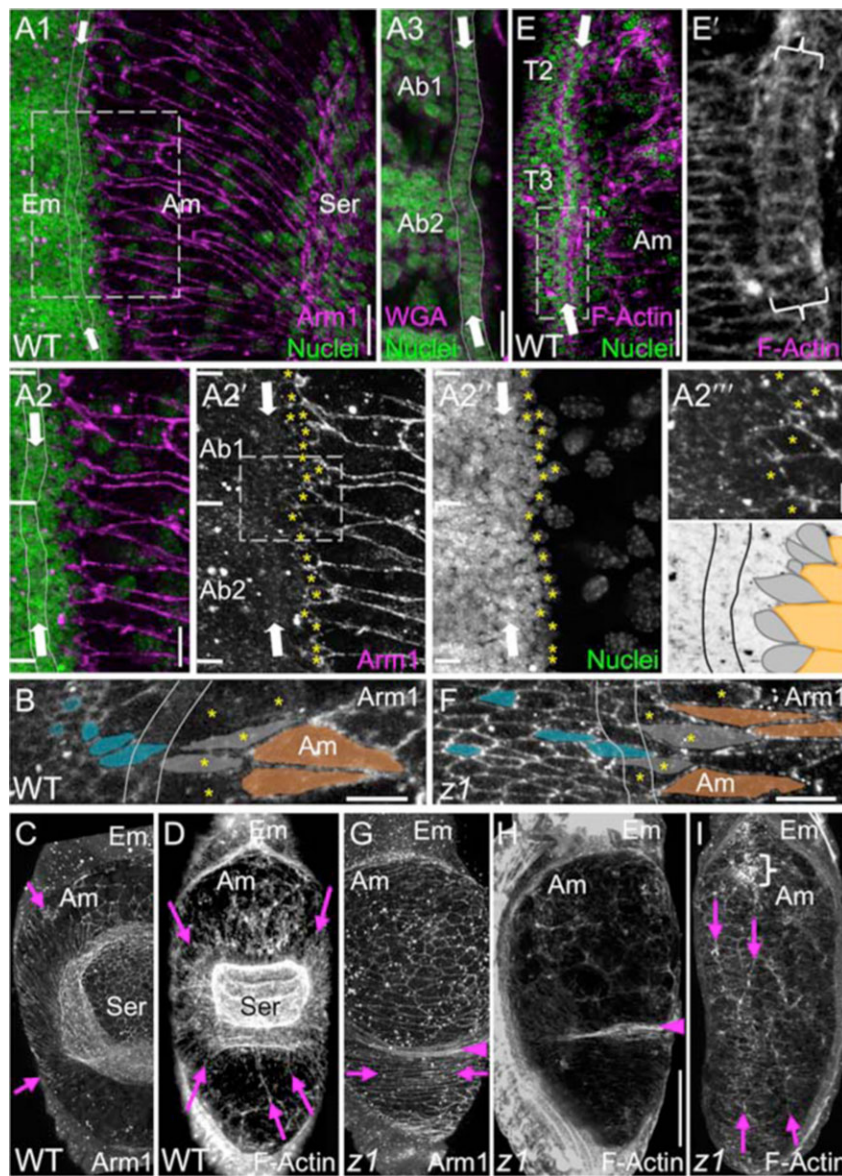 A1
Em
Am
Ser
WT
Arm1
Nuclei
A3
Ab1
Ab2
WGA
Nuclei
E
T2
T3
Am
WT
F-Actin
Nuclei
E'
F-Actin
A2
A2'
Ab1
Ab2
Arm1
A2''
Nuclei
A2'''
B
Arm1
Am
WT
F
Arm1
Am
z1
C
Em
Am
Ser
WT
Arm1
D
Em
Am
Ser
WT
F-Actin
G
Em
Am
z1
Arm1
H
Em
Am
z1
F-Actin
I
Em
Am
z1
F-Actin